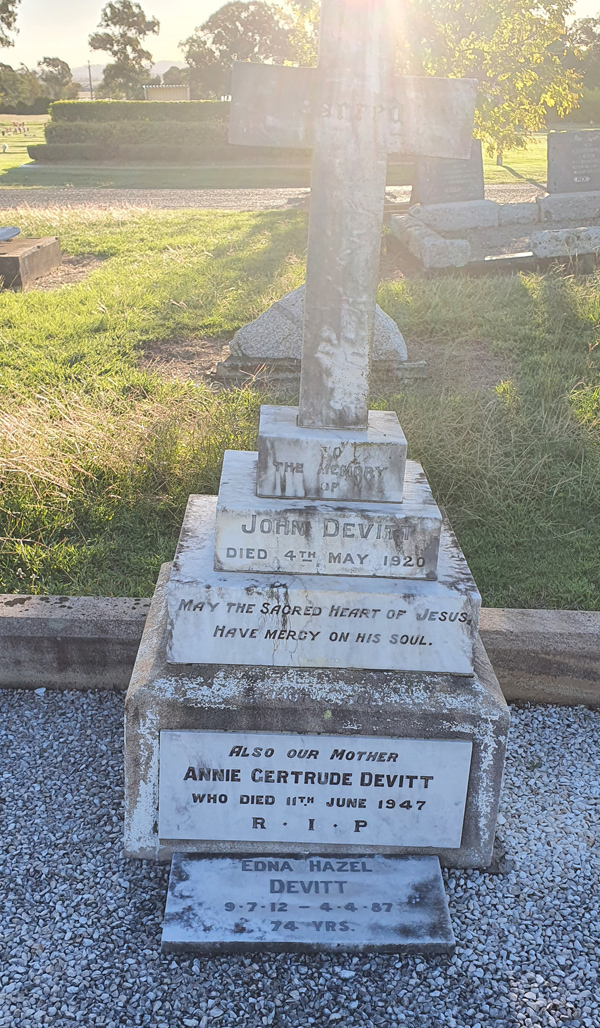 TO
THE MEMORY
OF
JOHN DEVITT
DIED 4TH MAY 1920
MAY THE SACRED HEART OF JESUS,
HAVE MERCY ON HIS SOUL.
ALSO OUR MOTHER
ANNIE GERTRUDE DEVITT
WHO DIED 11TH JUNE 1947
R · I · P
EDNA HAZEL
DEVITT
9·7·12 – 4·4·87
74 YRS.